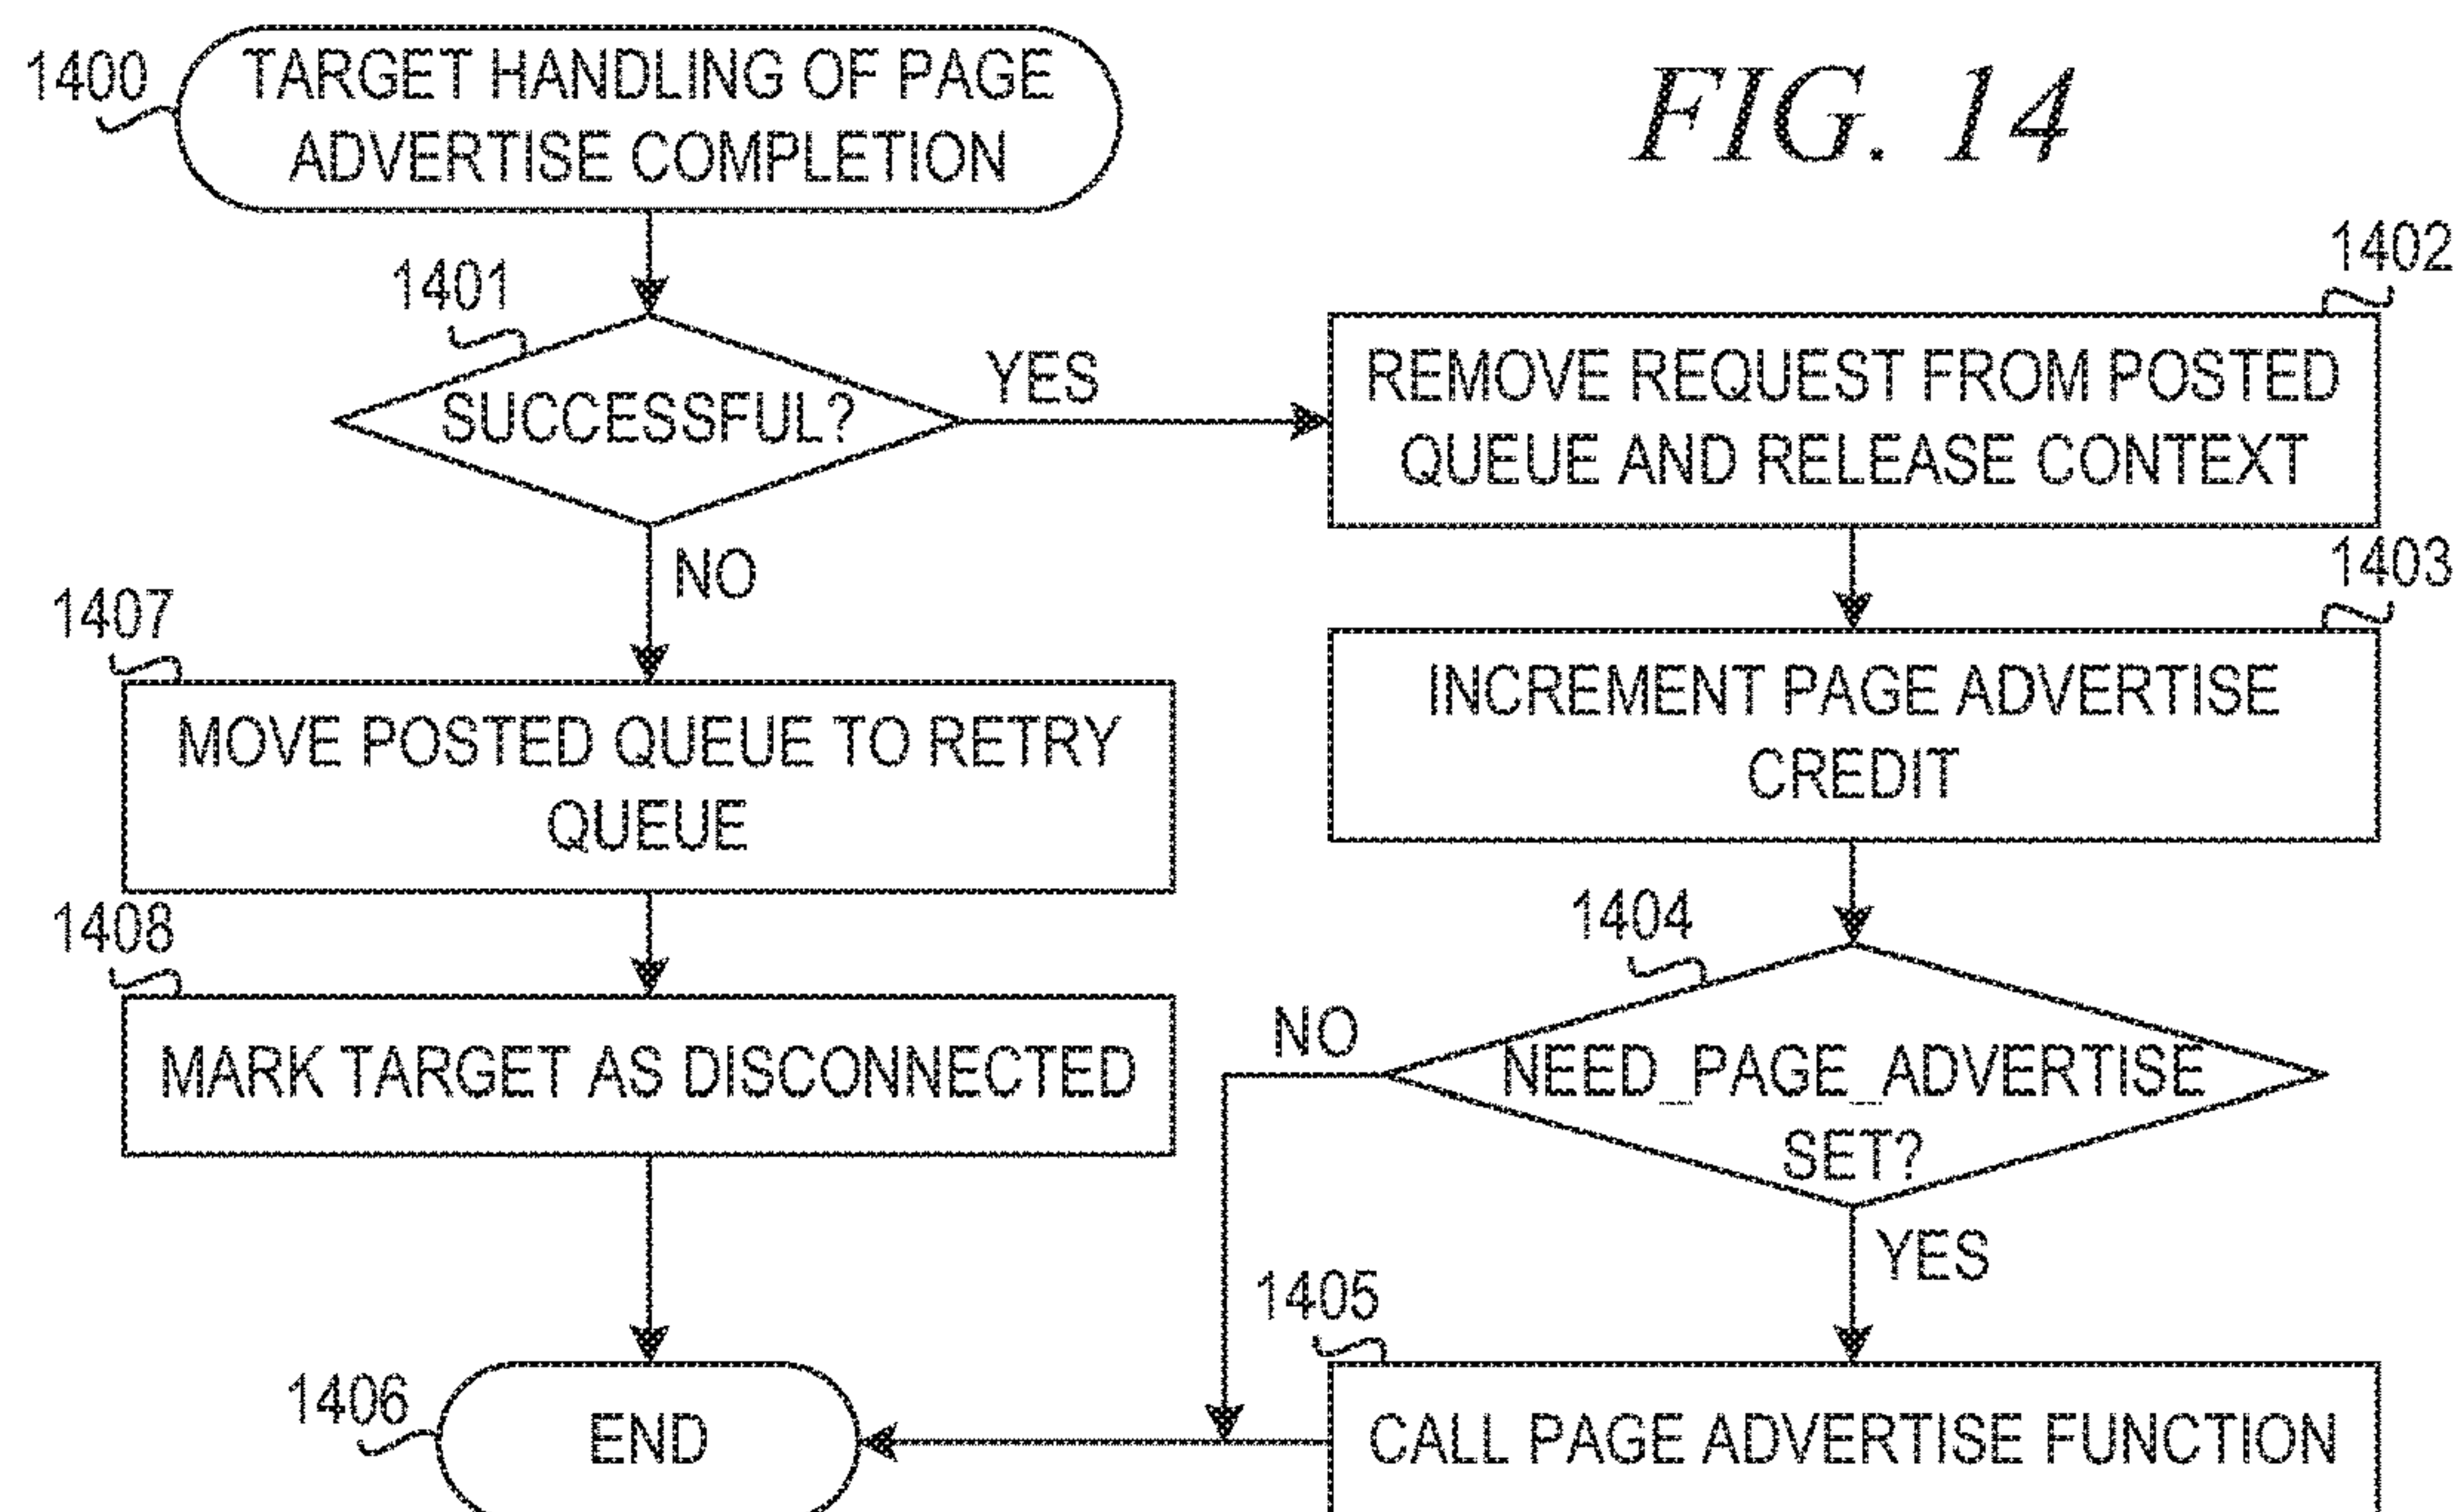 1400
TARGET HANDLING OF PAGE
ADVERTISE COMPLETION
FIG. 14
1401
SUCCESSFUL?
YES
NO
1402
REMOVE REQUEST FROM POSTED
QUEUE AND RELEASE CONTEXT
1403
INCREMENT PAGE ADVERTISE
CREDIT
1407
MOVE POSTED QUEUE TO RETRY
QUEUE
1408
MARK TARGET AS DISCONNECTED
1404
NEED_PAGE_ADVERTISE
SET?
NO
YES
1405
CALL PAGE ADVERTISE FUNCTION
1406
END